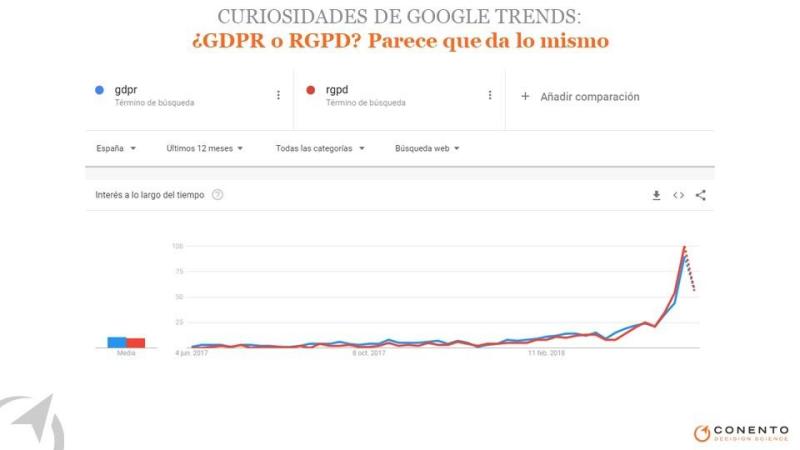 CURIOSIDADES DE GOOGLE TRENDS:
¿GDPR o RGPD? Parece que da lo mismo
gdpr
Término de búsqueda
rgpd
Término de búsqueda
+ Añadir comparación
España
Últimos 12 meses
Todas las categorías
Búsqueda web
Interés a lo largo del tiempo
100
75
50
25
Media
4 jun. 2017
8 oct. 2017
11 feb. 2018
CONENTO
DECISION SCIENCE